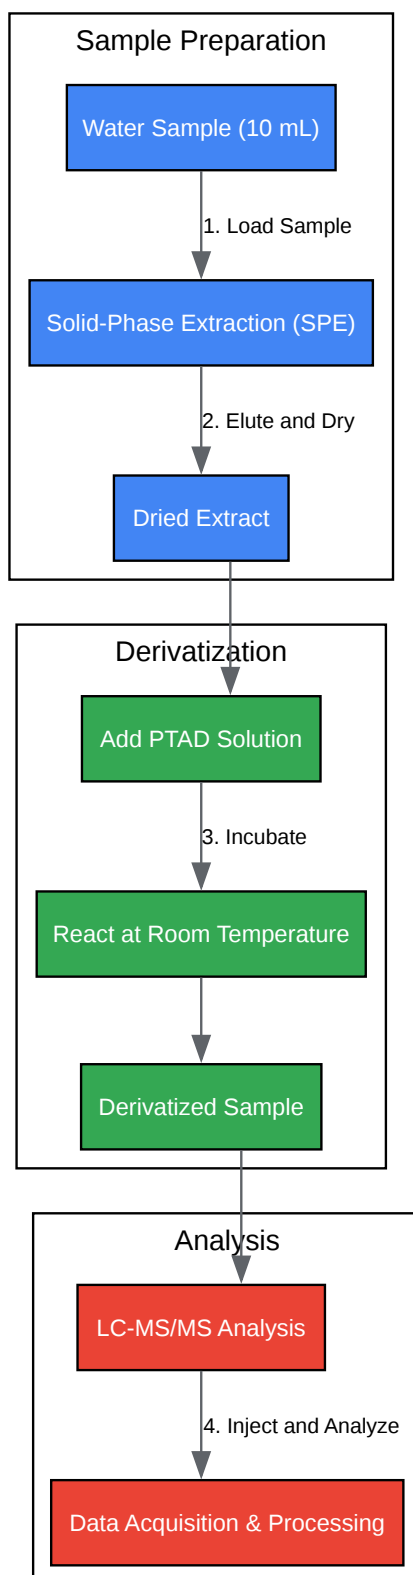 Sample Preparation
Water Sample (10 mL)
1. Load Sample
Solid-Phase Extraction (SPE)
2. Elute and Dry
Dried Extract
Derivatization
Add PTAD Solution
3. Incubate
React at Room Temperature
Derivatized Sample
Analysis
LC-MS/MS Analysis
4. Inject and Analyze
Data Acquisition & Processing